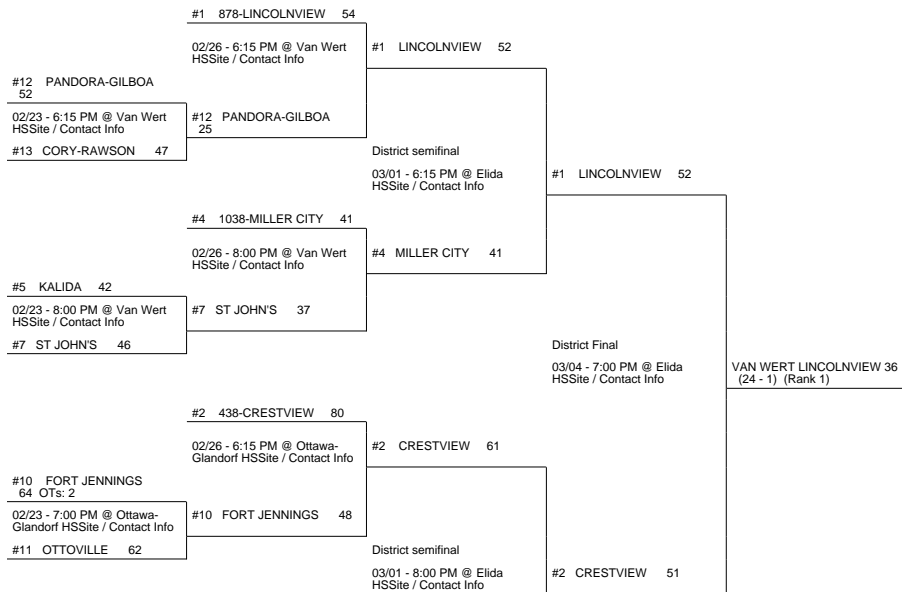 #1 878-LINCOLNVIEW 54
02/26 - 6:15 PM @ Van Wert
HSSite / Contact Info
#1 LINCOLNVIEW 52
#12 PANDORA-GILBOA
52
02/23 - 6:15 PM @ Van Wert
HSSite / Contact Info
#12 PANDORA-GILBOA
25
#13 CORY-RAWSON 47
District semifinal
03/01 - 6:15 PM @ Elida
HSSite / Contact Info
#1 LINCOLNVIEW 52
#4 1038-MILLER CITY 41
02/26 - 8:00 PM @ Van Wert
HSSite / Contact Info
#4 MILLER CITY 41
#5 KALIDA 42
02/23 - 8:00 PM @ Van Wert
HSSite / Contact Info
#7 ST JOHN'S 37
#7 ST JOHN'S 46
District Final
03/04 - 7:00 PM @ Elida
HSSite / Contact Info
VAN WERT LINCOLNVIEW 36
(24 - 1) (Rank 1)
#2 438-CRESTVIEW 80
02/26 - 6:15 PM @ Ottawa-
Glandorf HSSite / Contact Info
#2 CRESTVIEW 61
#10 FORT JENNINGS
64 OTs: 2
02/23 - 7:00 PM @ Ottawa-
Glandorf HSSite / Contact Info
#10 FORT JENNINGS 48
#11 OTTOVILLE 62
District semifinal
03/01 - 8:00 PM @ Elida
HSSite / Contact Info
#2 CRESTVIEW 51